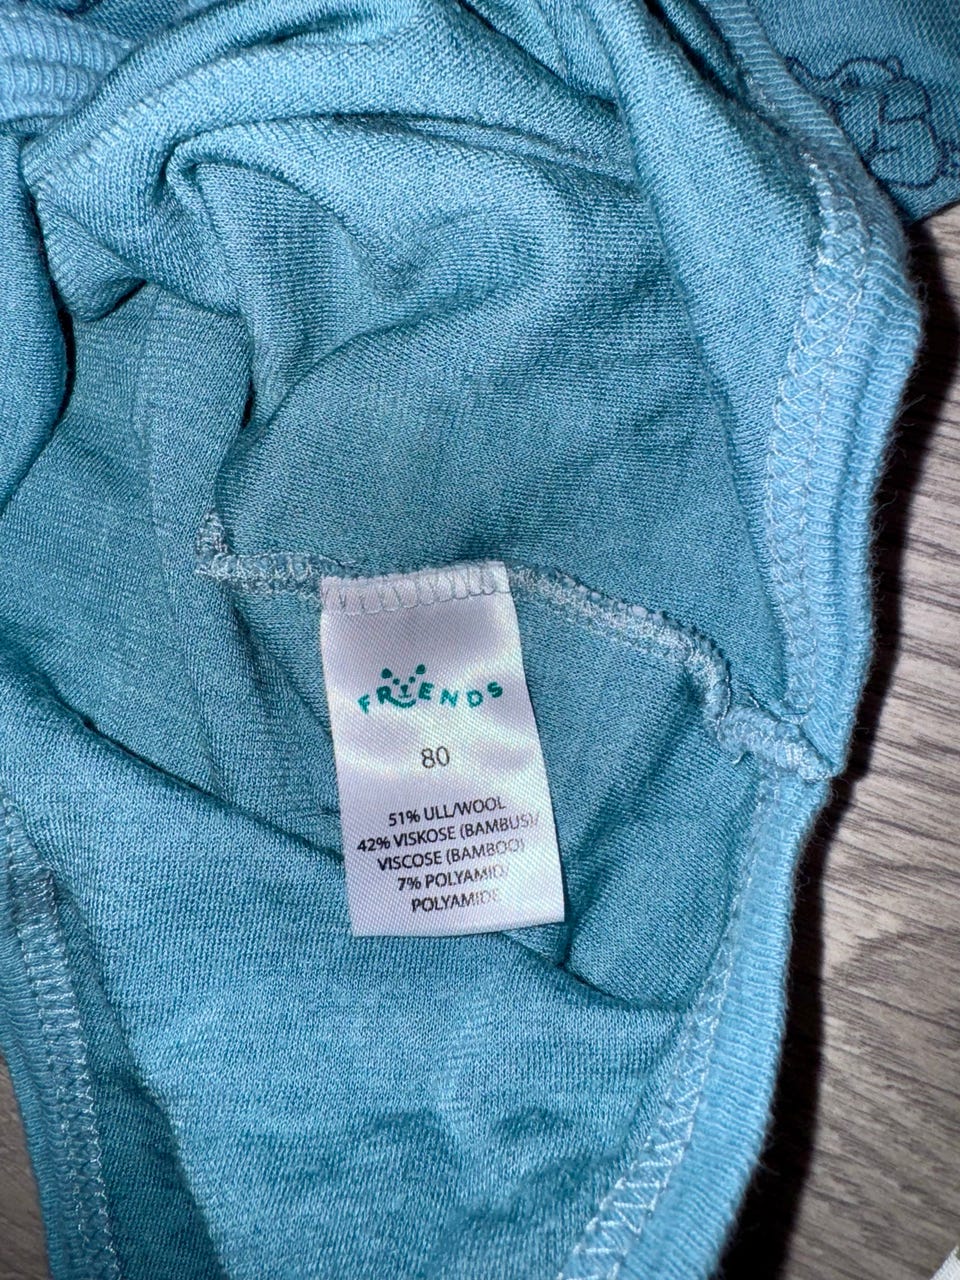 FRIENDS
80
51% ULL/WOOL
42% VISKOSE (BAMBUS)/
VISCOSE (BAMBOO)
7% POLYAMID/
POLYAMIDE